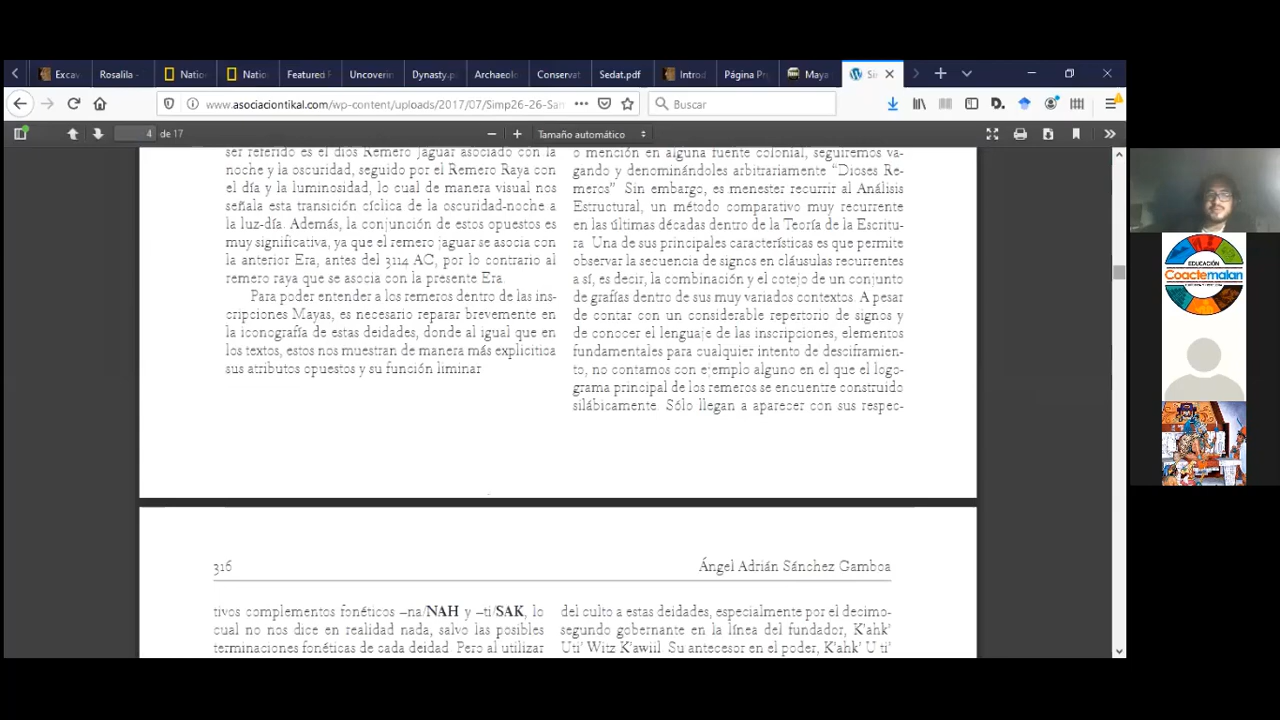 Excav
Rosalila -
Natio
Natio
Featured F
Uncoverin
Dynasty.p
Archaeolo
Conservat
Sedat.pdf
Introd
Página Pri
Maya
Si
www.asociaciontikal.com/wp-content/uploads/2017/07/Simp26-26-San
Buscar
4 de 17
Tamaño automático
ser referido es el dios Remero Jaguar asociado con la
noche y la oscuridad, seguido por el Remero Raya con
el día y la luminosidad, lo cual de manera visual nos
señala esta transición cíclica de la oscuridad-noche a
la luz-día. Además, la conjunción de estos opuestos es
muy significativa, ya que el remero jaguar se asocia con
la anterior Era, antes del 3114 AC, por lo contrario al
remero raya que se asocia con la presente Era.
Para poder entender a los remeros dentro de las ins-
cripciones Mayas, es necesario reparar brevemente en
la iconografía de estas deidades, donde al igual que en
los textos, estos nos muestran de manera más explícitica
sus atributos opuestos y su función liminar
o mención en alguna fuente colonial, seguiremos va-
gando y denominándoles arbitrariamente “Dioses Re-
meros” Sin embargo, es menester recurrir al Análisis
Estructural, un método comparativo muy recurrente
en las últimas décadas dentro de la Teoría de la Escritu-
ra Una de sus principales características es que permite
observar la secuencia de signos en cláusulas recurrentes
a sí, es decir, la combinación y el cotejo de un conjunto
de grafías dentro de sus muy variados contextos. A pesar
de contar con un considerable repertorio de signos y
de conocer el lenguaje de las inscripciones, elementos
fundamentales para cualquier intento de desciframien-
to, no contamos con ejemplo alguno en el que el logo-
grama principal de los remeros se encuentre construido
silábicamente. Sólo llegan a aparecer con sus respec-
316
Ángel Adrián Sánchez Gamboa
tivos complementos fonéticos –na/NAH y –ti/SAK, lo
cual no nos dice en realidad nada, salvo las posibles
terminaciones fonéticas de cada deidad Pero al utilizar
del culto a estas deidades, especialmente por el decimo-
segundo gobernante en la línea del fundador, K’ahk’
Uti’ Witz K’awiil Su antecesor en el poder, K’ahk’ U ti’
EDUCACIÓN
Coactemalan